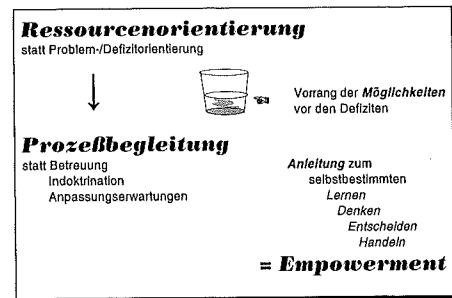 Ressourcenorientierung
statt Problem-/Defizitorientierung
Vorrang der Möglichkeiten
vor den Defiziten
Prozeßbegleitung
statt Betreuung
Indoktrination
Anpassungserwartungen
Anleitung zum
selbstbestimmten
Lernen
Denken
Entscheiden
Handeln
= Empowerment